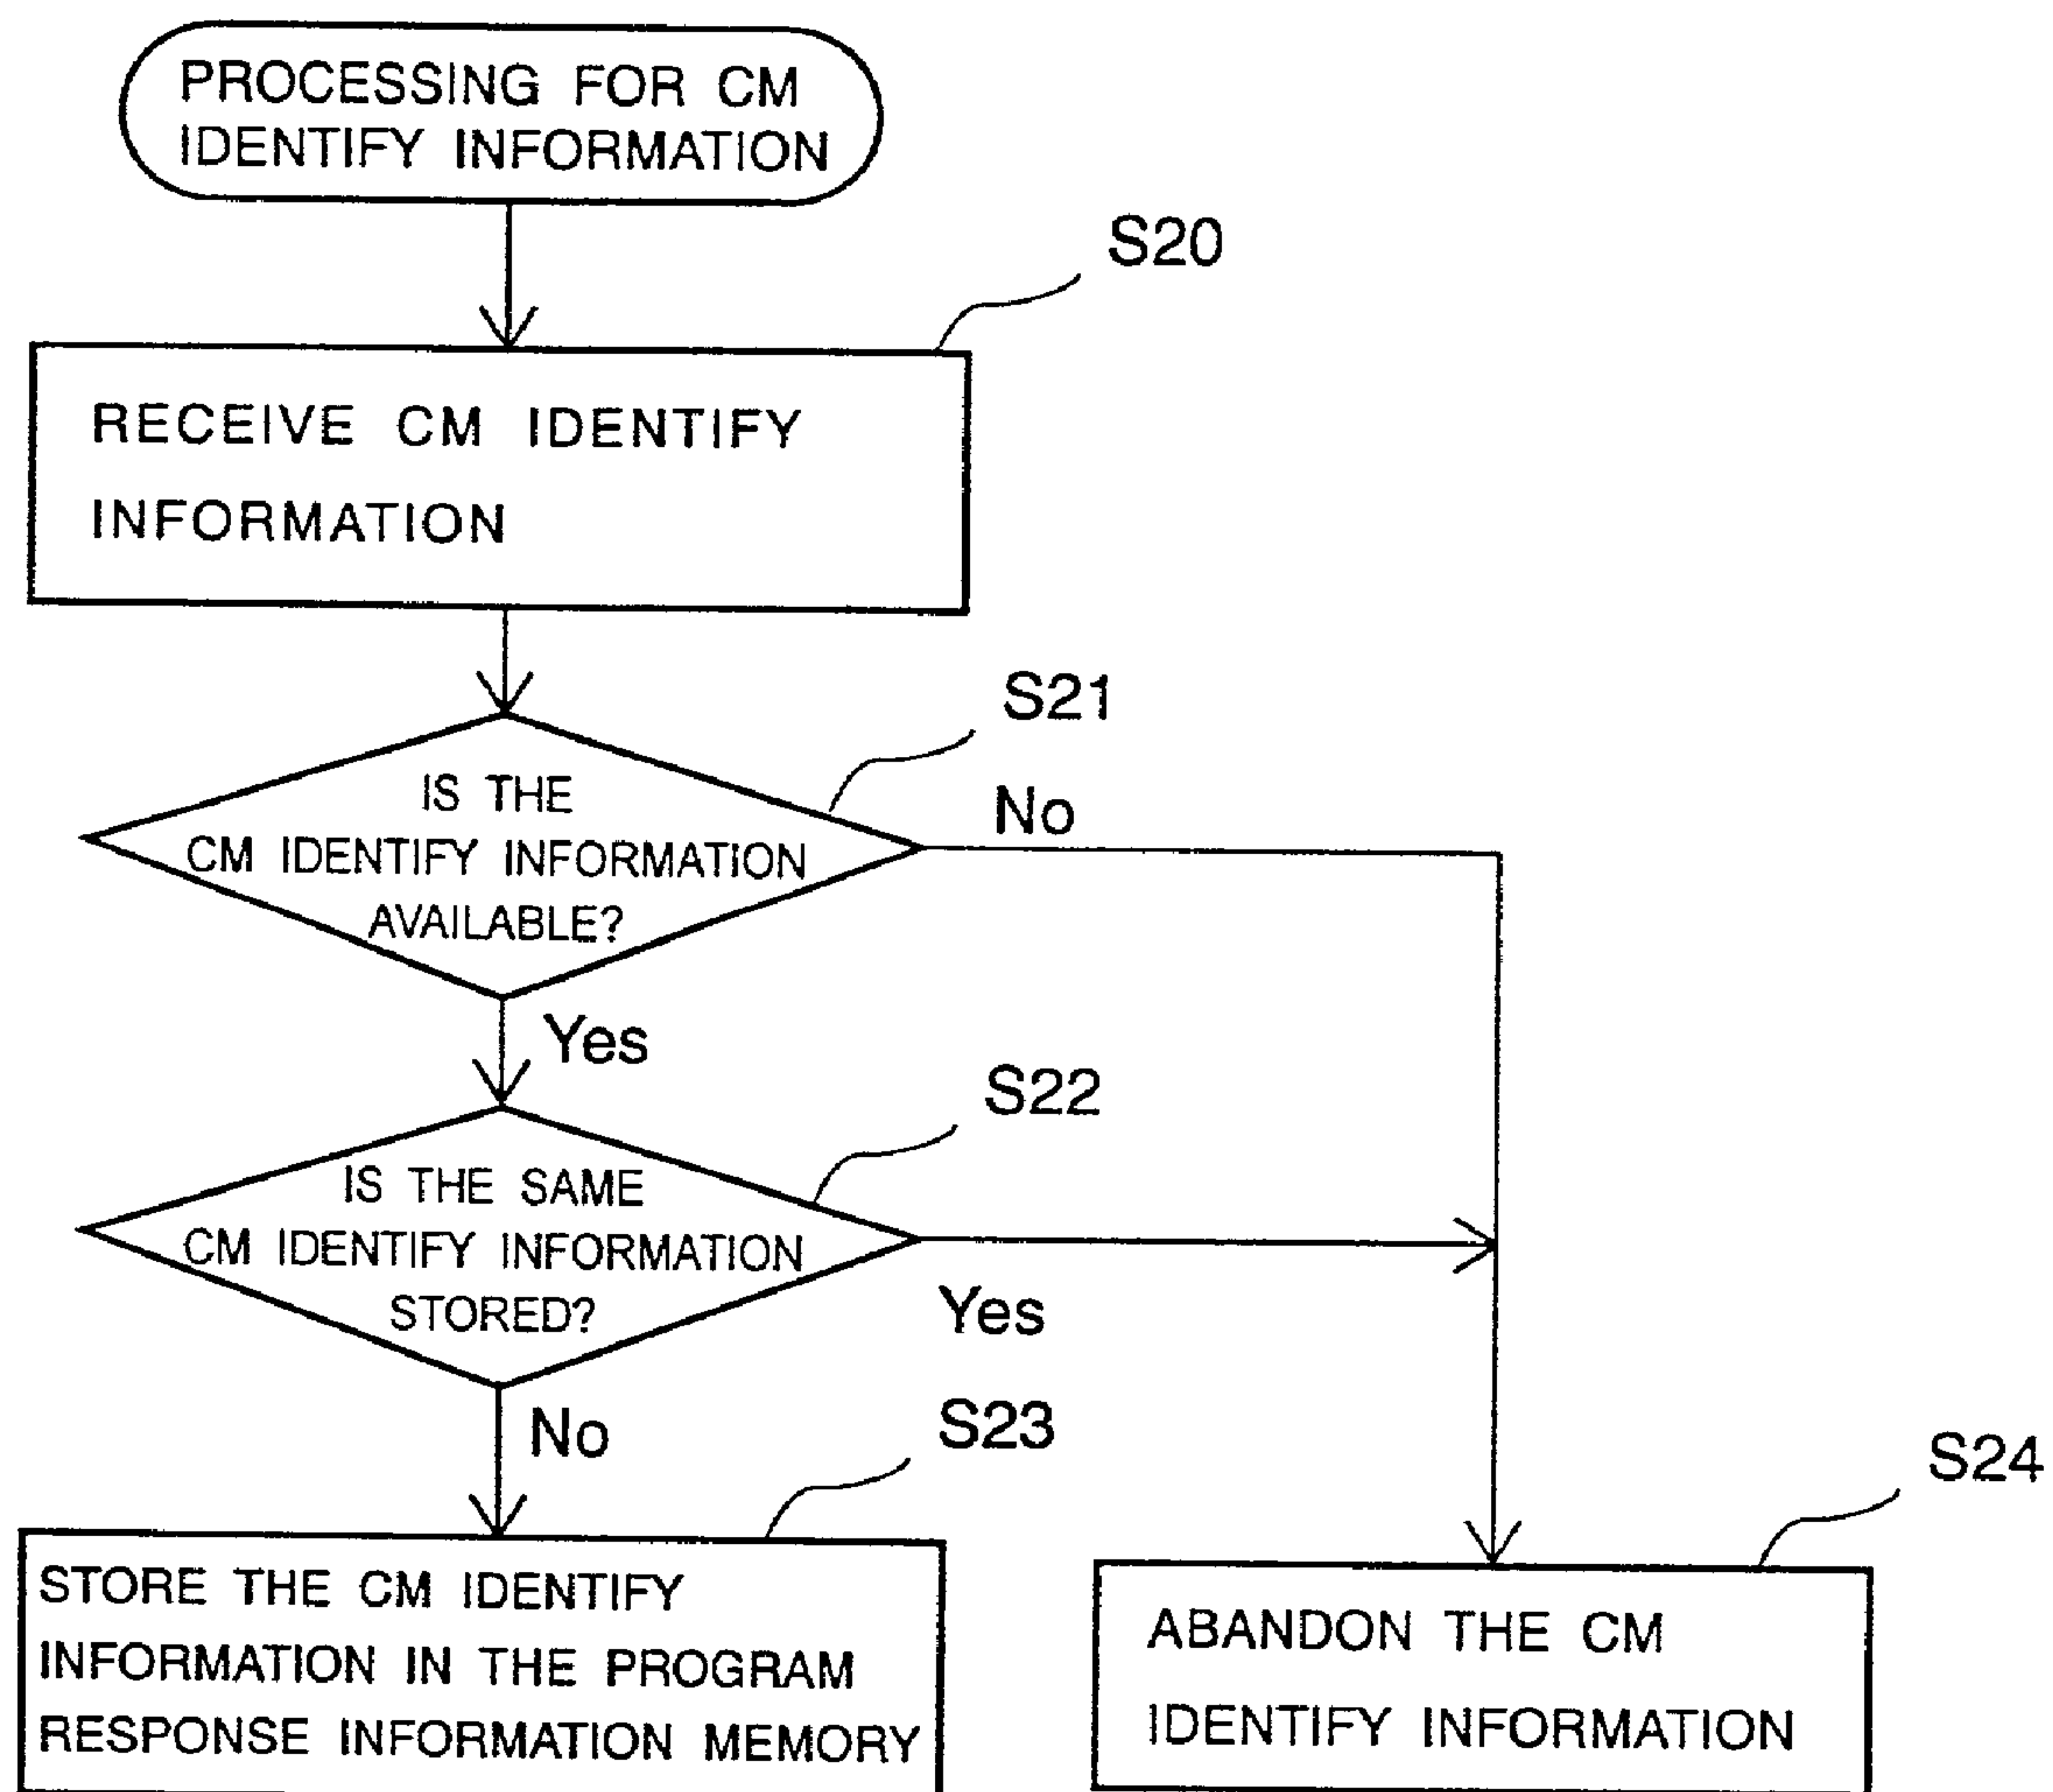 PROCESSING FOR CM
IDENTIFY INFORMATION
S20
RECEIVE CM IDENTIFY
INFORMATION
S21
IS THE
CM IDENTIFY INFORMATION
AVAILABLE?
No
Yes
S22
IS THE SAME
CM IDENTIFY INFORMATION
STORED?
Yes
No
S23
STORE THE CM IDENTIFY
INFORMATION IN THE PROGRAM
RESPONSE INFORMATION MEMORY
S24
ABANDON THE CM
IDENTIFY INFORMATION